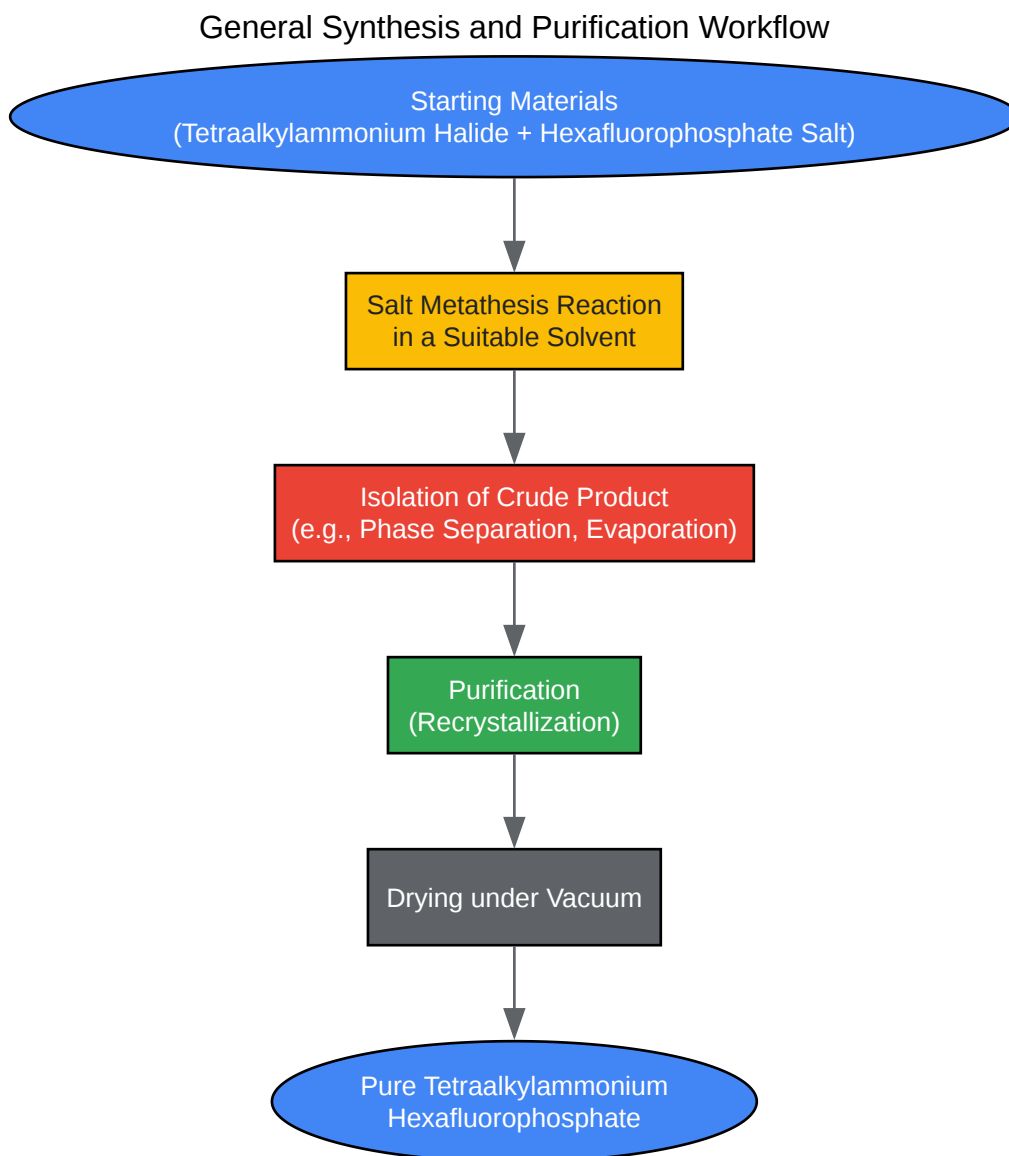 General Synthesis and Purification Workflow
Starting Materials
(Tetraalkylammonium Halide + Hexafluorophosphate Salt)
Salt Metathesis Reaction
in a Suitable Solvent
Isolation of Crude Product
(e.g., Phase Separation, Evaporation)
Purification
(Recrystallization)
Drying under Vacuum
Pure Tetraalkylammonium
Hexafluorophosphate